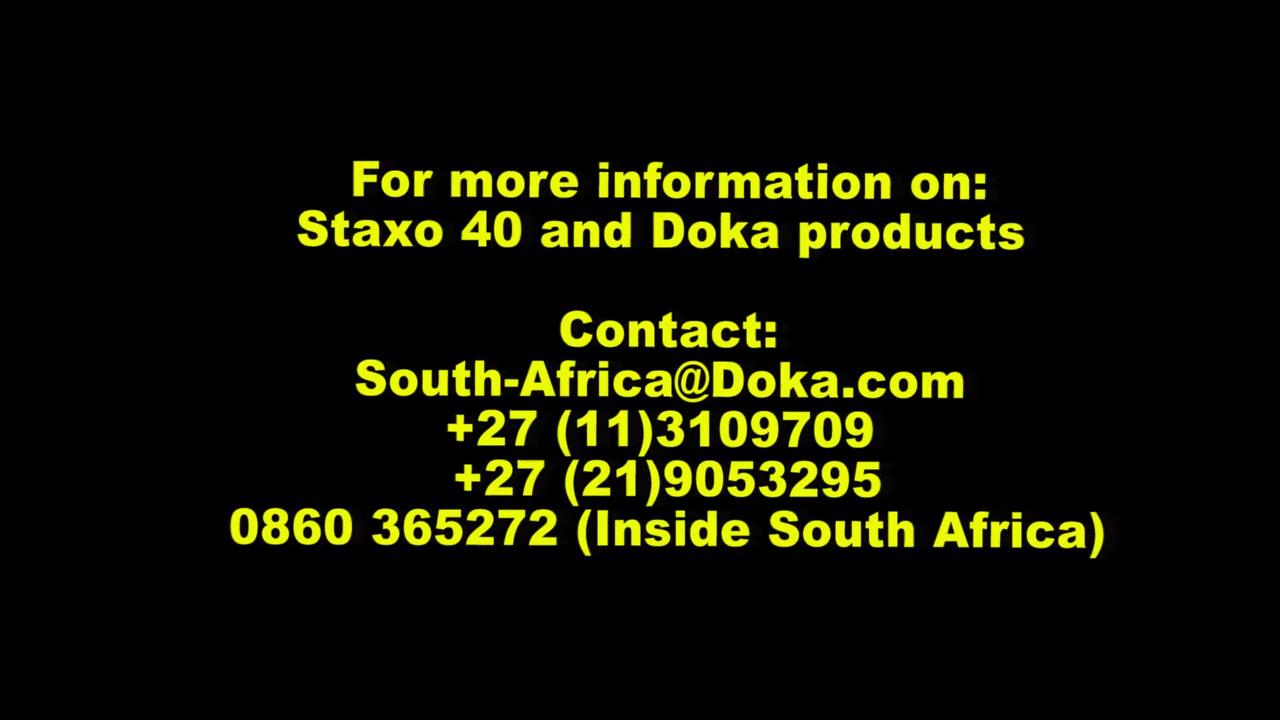 For more information on:
Staxo 40 and Doka products
Contact:
South-Africa@Doka.com
+27 (11)3109709
+27 (21)9053295
0860 365272 (Inside South Africa)